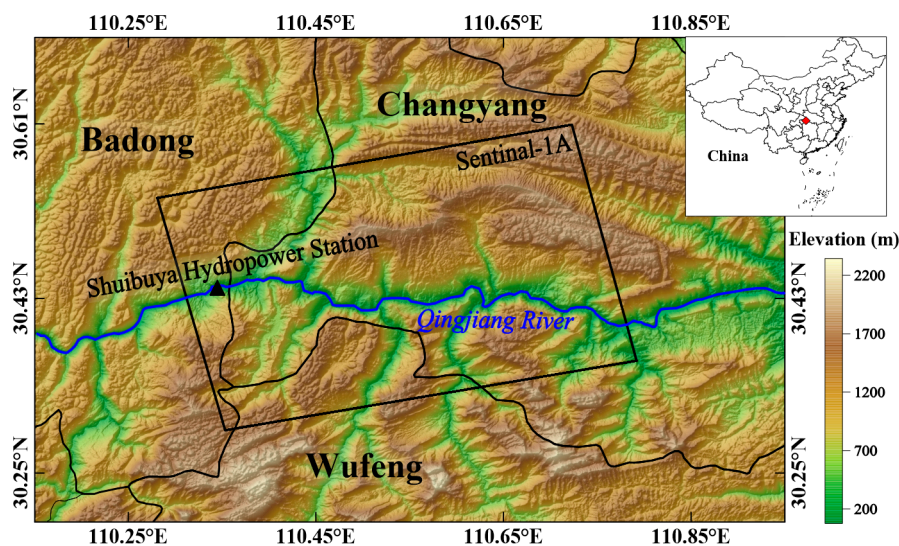 110.25°E 110.45°E 110.65°E 110.85°E
30.61°N
30.43°N
30.25°N
Badong
Changyang
Sentinal-1A
China
Shuibuya Hydropower Station
Qingjiang River
Wufeng
Elevation (m)
2200
1700
1200
700
200
30.61°N
30.43°N
30.25°N
110.25°E 110.45°E 110.65°E 110.85°E